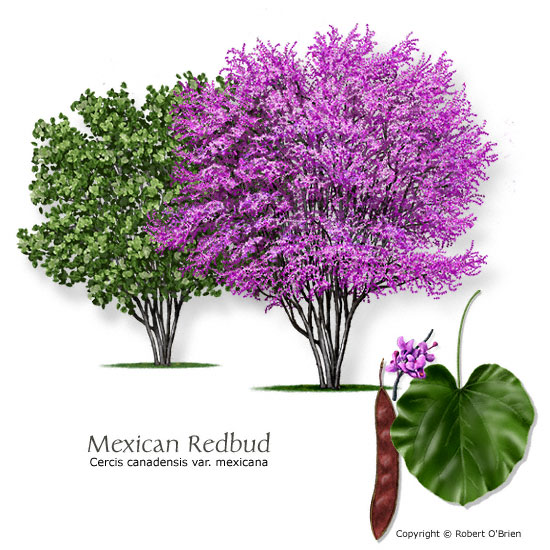 Mexican Redbud
Cercis canadensis var. mexicana
Copyright © Robert O'Brien